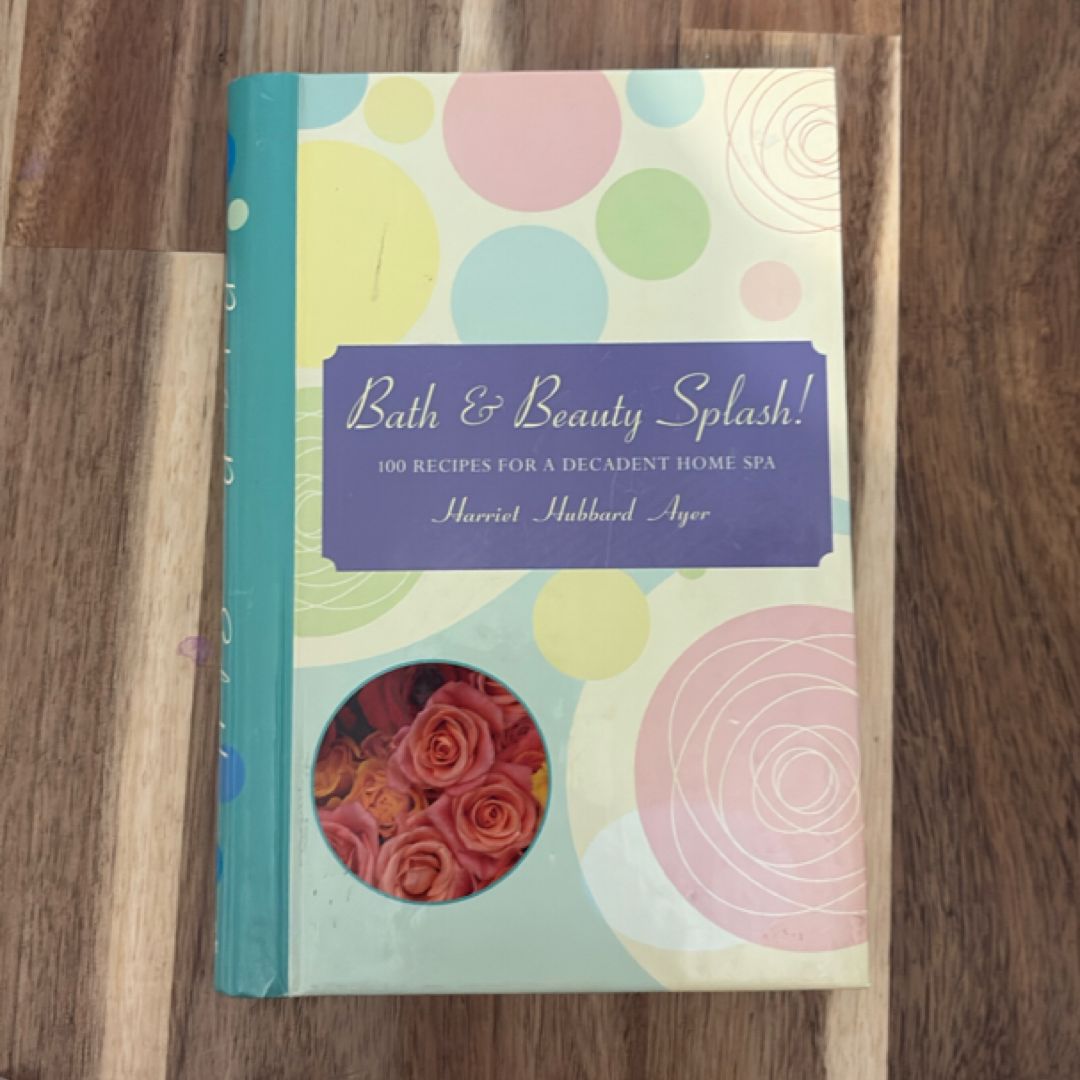 Bath & Beauty Splash!
100 RECIPES FOR A DECADENT HOME SPA
Harriet Hubbard Ayer